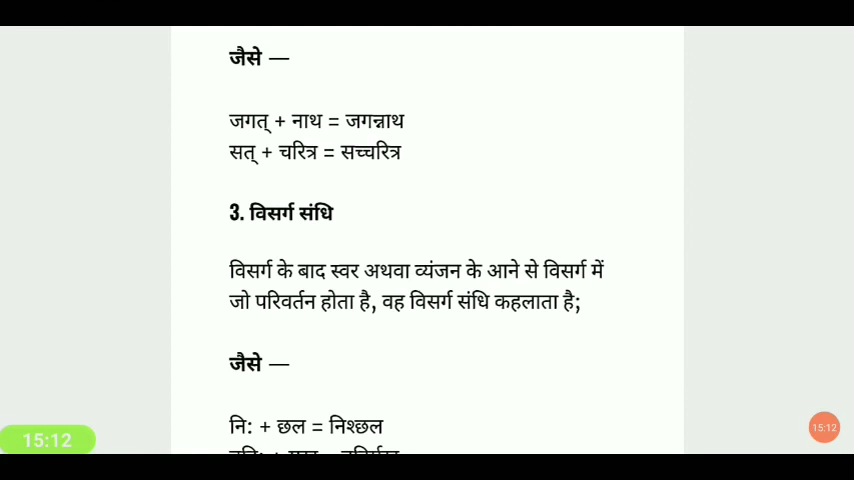 जैसे —
जगत् + नाथ = जगन्नाथ
सत् + चरित्र = सच्चरित्र
3. विसर्ग संधि
विसर्ग के बाद स्वर अथवा व्यंजन के आने से विसर्ग में
जो परिवर्तन होता है, वह विसर्ग संधि कहलाता है;
जैसे —
नि: + छल = निश्छल
15:12
15:12